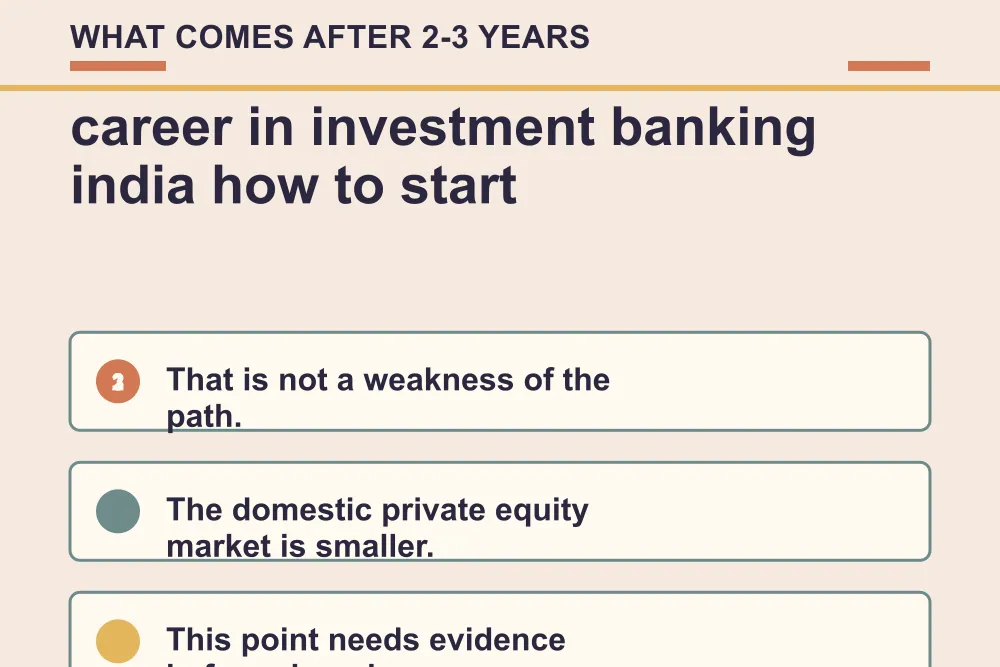 WHAT COMES AFTER 2-3 YEARS
career in investment banking
india how to start
That is not a weakness of the
path.
The domestic private equity
market is smaller.
This point needs evidence